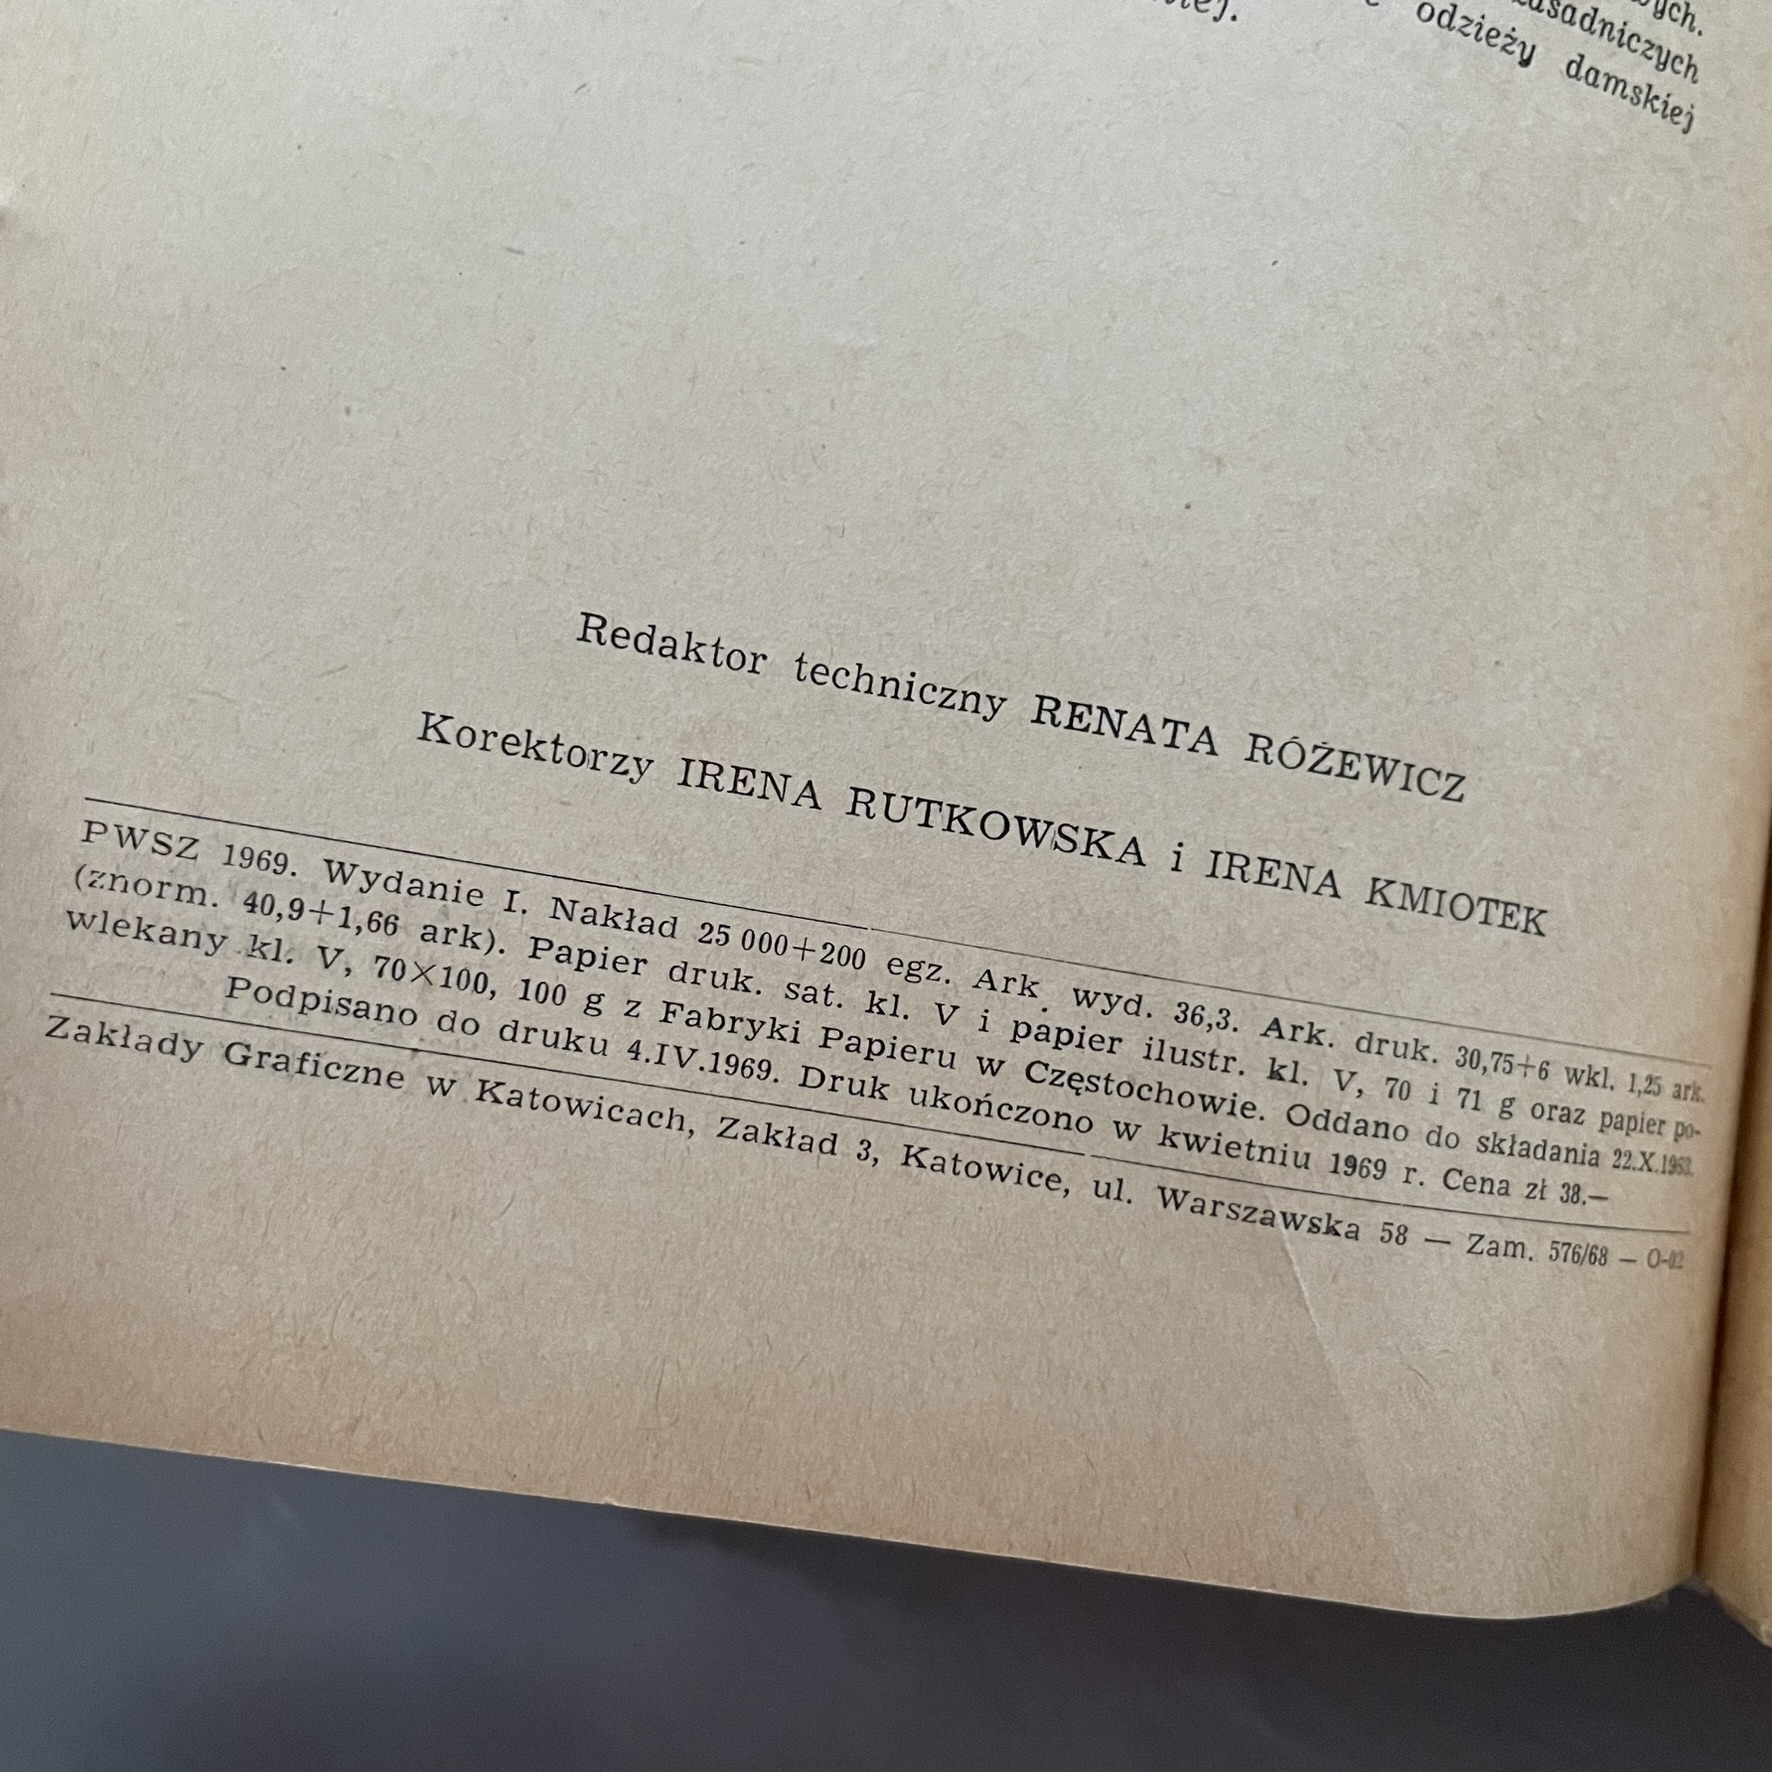 zasadniczych
odzieży damskiej
Redaktor techniczny RENATA RÓŻEWICZ
Korektorzy IRENA RUTKOWSKA i IRENA KMIOTEK
PWSZ 1969. Wydanie I. Nakład 25 000+200 egz. Ark. wyd. 36,3. Ark. druk. 30,75+6 wkl. 1,25 ark.
(znorm. 40,9+1,66 ark). Papier druk. sat. kl. V i papier ilustr. kl. V, 70 i 71 g oraz papier po-
wlekany kl. V, 70×100, 100 g z Fabryki Papieru w Częstochowie. Oddano do składania
Podpisano do druku 4.IV.1969. Druk ukończono w kwietniu 1969 r. Cena zł 38.—
Zakłady Graficzne w Katowicach, Zakład 3, Katowice, ul. Warszawska 58 — Zam. 576/68 —